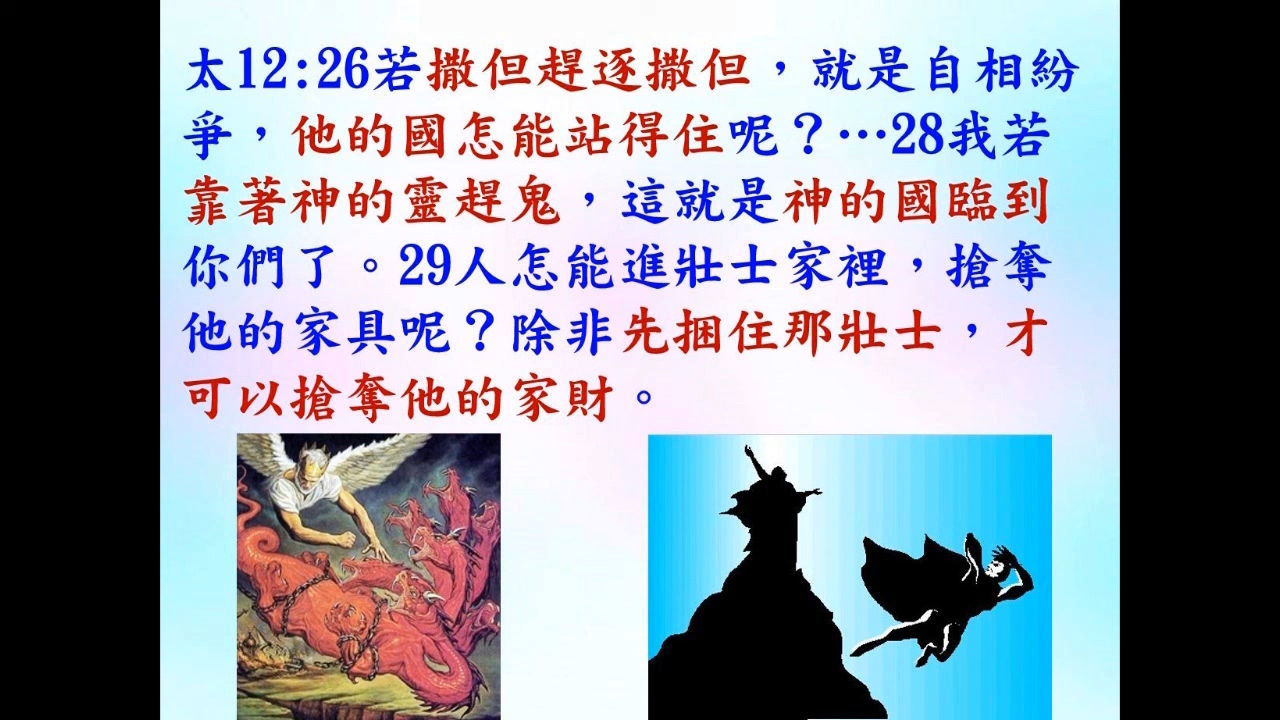 太12:26若撒但趕逐撒但，就是自相紛
爭，他的國怎能站得住呢？…28我若
靠著神的靈趕鬼，這就是神的國臨到
你們了。29人怎能進壯士家裡，搶奪
他的家具呢？除非先捆住那壯士，才
可以搶奪他的家財。